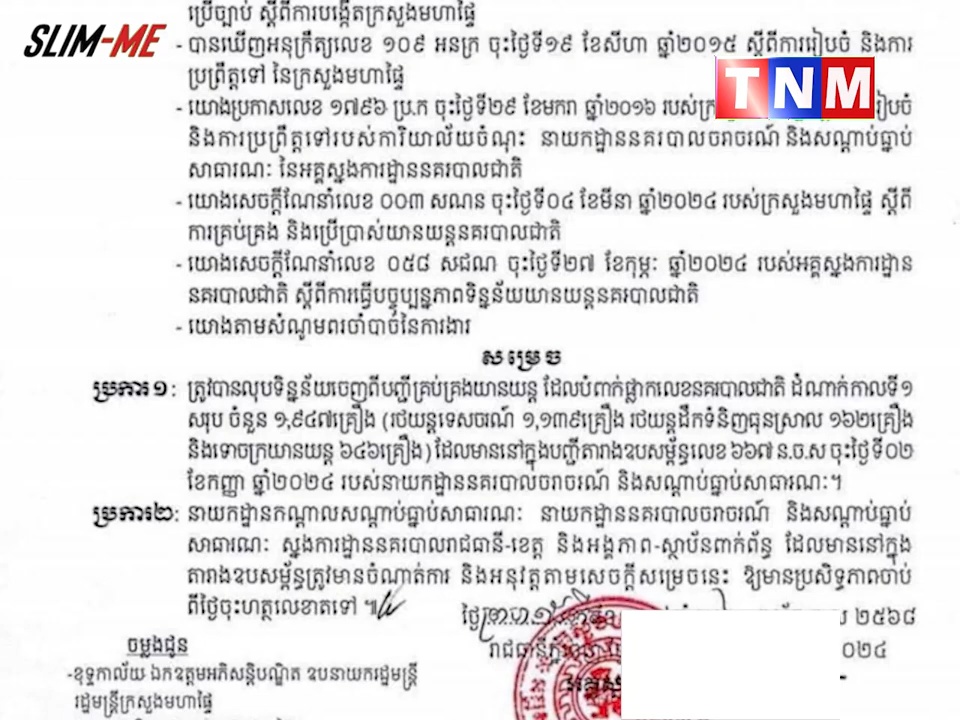 ប្រើច្បាប់ ស្តីពីការបង្កើតក្រសួងមហាផ្ទៃ
SLIM-ME
- បានឃើញអនុក្រឹត្យលេខ ១០៩ អនក្រ ចុះថ្ងៃទី១៩ ខែសីហា ឆ្នាំ២០១៥ ស្តីពីការរៀបចំ និងការ
ប្រព្រឹត្តទៅ នៃក្រសួងមហាផ្ទៃ
TNM
- យោងប្រកាសលេខ ១៧៩៦ ប្រ.ក ចុះថ្ងៃទី២៩ ខែមករា ឆ្នាំ២០១៦ របស់ក្រ រៀបចំ
និងការប្រព្រឹត្តទៅរបស់ការិយាល័យចំណុះ នាយកដ្ឋាននគរបាលចរាចរណ៍ និងសណ្តាប់ធ្នាប់
សាធារណៈ នៃអគ្គស្នងការដ្ឋាននគរបាលជាតិ
- យោងសេចក្តីណែនាំលេខ ០០៣ សណន ចុះថ្ងៃទី០៤ ខែមីនា ឆ្នាំ២០២៤ របស់ក្រសួងមហាផ្ទៃ ស្តីពី
ការគ្រប់គ្រង និងប្រើប្រាស់យានយន្តនគរបាលជាតិ
- យោងសេចក្តីណែនាំលេខ ០៥៨ សជណ ចុះថ្ងៃទី២៧ ខែកុម្ភៈ ឆ្នាំ២០២៤ របស់អគ្គស្នងការដ្ឋាន
នគរបាលជាតិ ស្តីពីការធ្វើបច្ចុប្បន្នភាពទិន្នន័យយានយន្តនគរបាលជាតិ
- យោងតាមសំណូមពរចាំបាច់នៃការងារ
សម្រេច
ប្រការ១: ត្រូវបានលុបទិន្នន័យចេញពីបញ្ជីគ្រប់គ្រងយានយន្ត ដែលបំពាក់ផ្លាកលេខនគរបាលជាតិ ដំណាក់កាលទី១
សរុប ចំនួន ១,៩៤៧គ្រឿង (រថយន្តទេសចរណ៍ ១,១៣៩គ្រឿង រថយន្តដឹកទំនិញធុនស្រាល ១៦២គ្រឿង
និងទោចក្រយានយន្ត ៦៤៦គ្រឿង) ដែលមាននៅក្នុងបញ្ជីតារាងឧបសម្ព័ន្ធលេខ ៦៦៧ ន.ច.ស ចុះថ្ងៃទី០២
ខែកញ្ញា ឆ្នាំ២០២៤ របស់នាយកដ្ឋាននគរបាលចរាចរណ៍ និងសណ្តាប់ធ្នាប់សាធារណៈ។
ប្រការ២: នាយកដ្ឋានកណ្តាលសណ្តាប់ធ្នាប់សាធារណៈ នាយកដ្ឋាននគរបាលចរាចរណ៍ និងសណ្តាប់ធ្នាប់
សាធារណៈ ស្នងការដ្ឋាននគរបាលរាជធានី-ខេត្ត និងអង្គភាព-ស្ថាប័នពាក់ព័ន្ធ ដែលមាននៅក្នុង
តារាងឧបសម្ព័ន្ធត្រូវមានចំណាត់ការ និងអនុវត្តតាមសេចក្តីសម្រេចនេះ ឱ្យមានប្រសិទ្ធភាពចាប់
ពីថ្ងៃចុះហត្ថលេខាតទៅ ៕
ថ្ងៃ ២៥៦៨
រាជធានីភ្នំពេញ ០២៤
ចម្លងជូន
-ខុទ្ទកាល័យ ឯកឧត្តមអភិសន្តិបណ្ឌិត ឧបនាយករដ្ឋមន្ត្រី
រដ្ឋមន្ត្រីក្រសួងមហាផ្ទៃ